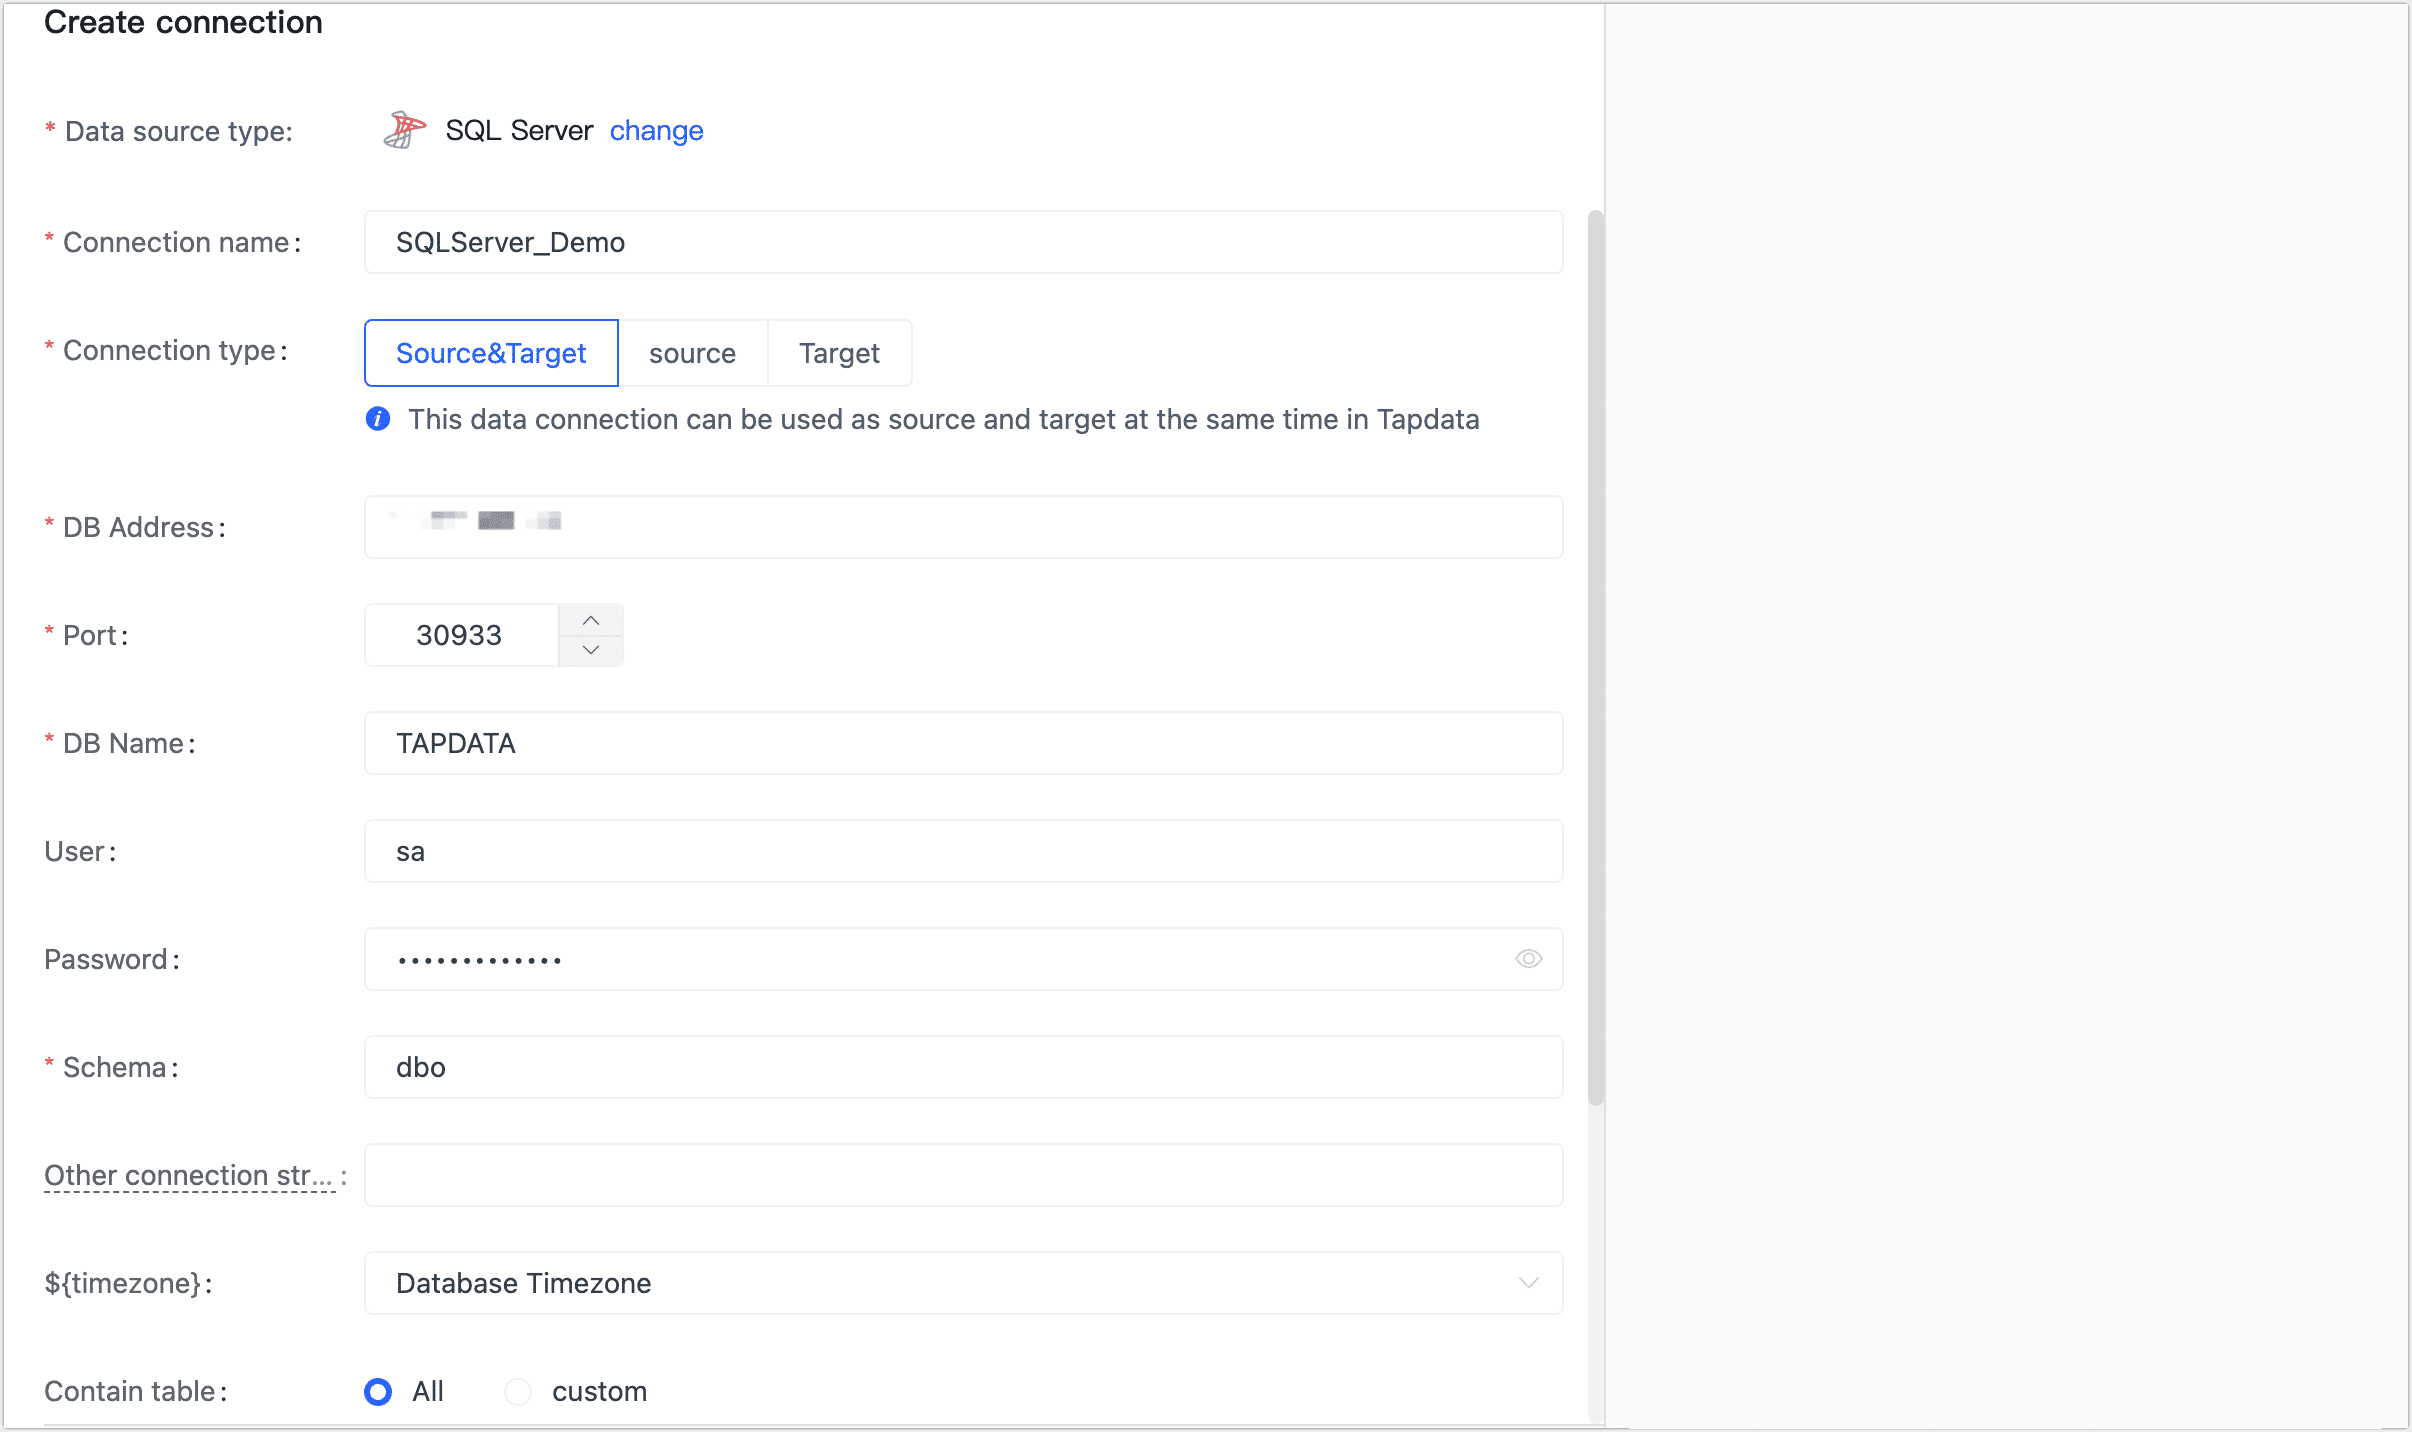 Create connection
* Data source type: SQL Server change
* Connection name: SQLServer_Demo
* Connection type: Source&Target source Target
This data connection can be used as source and target at the same time in Tapdata
* DB Address:
* Port: 30933
* DB Name: TAPDATA
User: sa
Password: •••••••••••••
* Schema: dbo
Other connection str... :
${timezone}: Database Timezone
Contain table: All custom